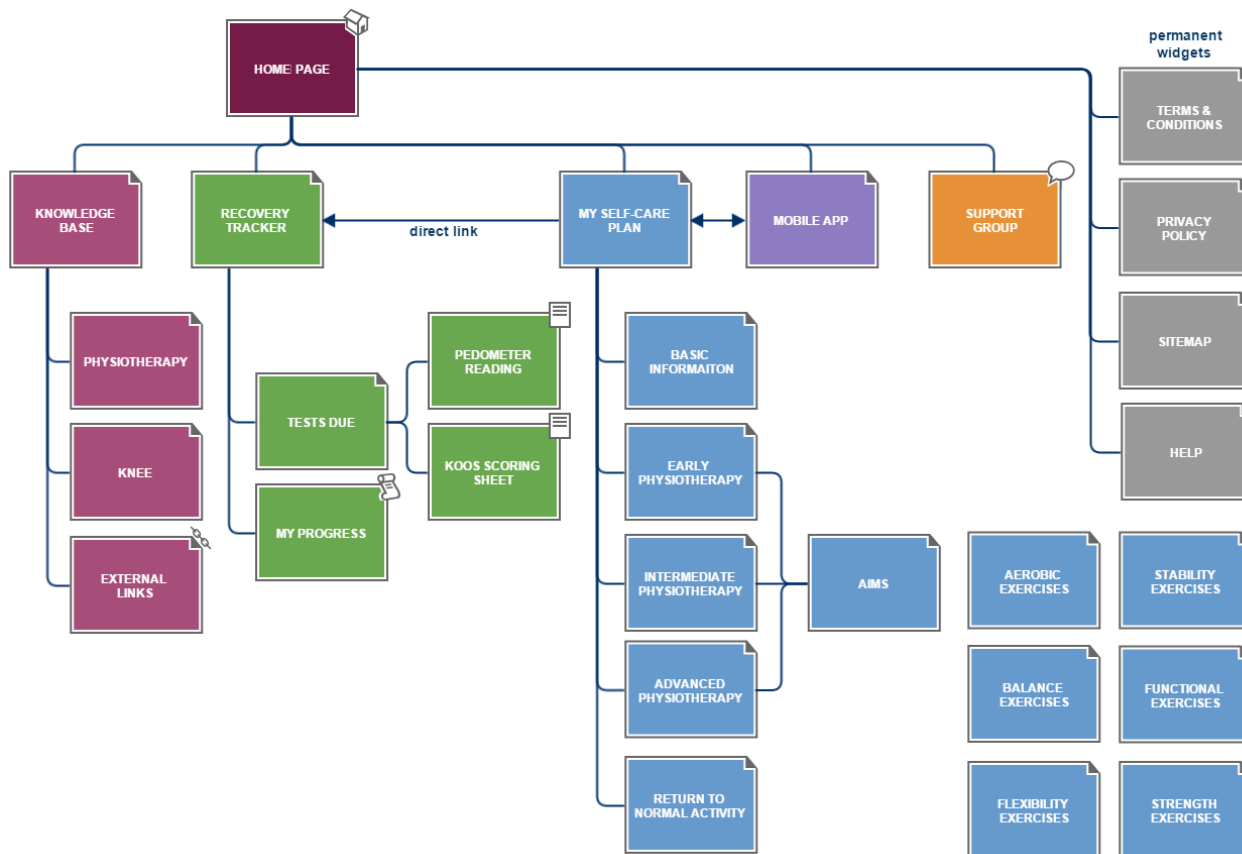 permanent
widgets
HOME PAGE
TERMS &
CONDITIONS
KNOWLEDGE
BASE
RECOVERY
TRACKER
direct link
MY SELF-CARE
PLAN
MOBILE APP
SUPPORT
GROUP
PRIVACY
POLICY
SITEMAP
HELP
PHYSIOTHERAPY
KNEE
EXTERNAL
LINKS
TESTS DUE
MY PROGRESS
PEDOMETER
READING
KOOS SCORING
SHEET
BASIC
INFORMAITON
EARLY
PHYSIOTHERAPY
INTERMEDIATE
PHYSIOTHERAPY
ADVANCED
PHYSIOTHERAPY
RETURN TO
NORMAL ACTIVITY
AIMS
AEROBIC
EXERCISES
STABILITY
EXERCISES
BALANCE
EXERCISES
FUNCTIONAL
EXERCISES
FLEXIBILITY
EXERCISES
STRENGTH
EXERCISES